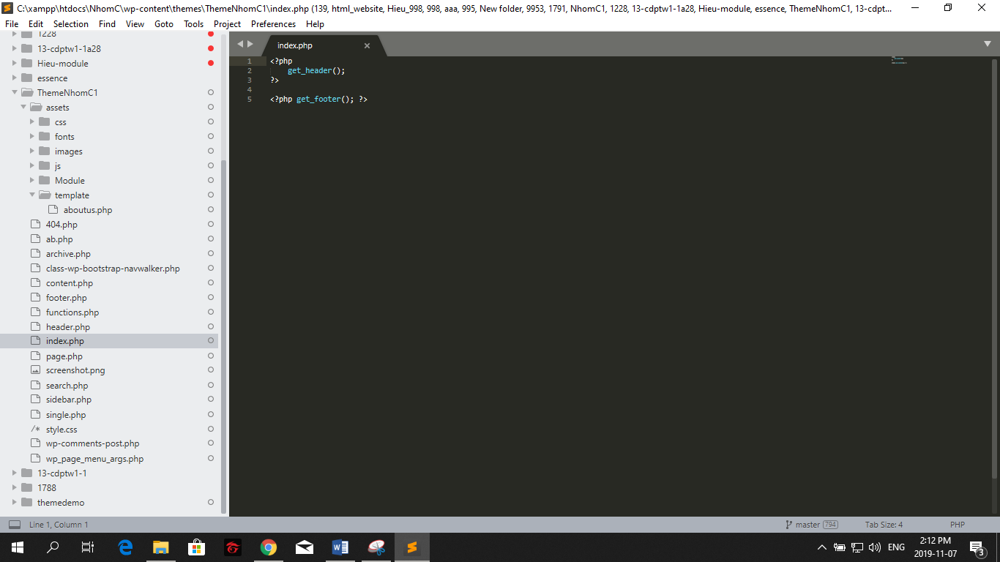 C:\xampp\htdocs\NhomC\wp-content\themes\ThemeNhomC1\index.php (139, html_website, Hieu_998, 998, aaa, 995, New folder, 9953, 1791, NhomC1, 1228, 13-cdptw1-1a28, Hieu-module, essence, ThemeNhomC1, 13-cdpt...
File Edit Selection Find View Goto Tools Project Preferences Help
1228
13-cdptw1-1a28
Hieu-module
essence
ThemeNhomC1
assets
css
fonts
images
js
Module
template
aboutus.php
404.php
ab.php
archive.php
class-wp-bootstrap-navwalker.php
content.php
footer.php
functions.php
header.php
index.php
page.php
screenshot.png
search.php
sidebar.php
single.php
/* style.css
wp-comments-post.php
wp_page_menu_args.php
13-cdptw1-1
1788
themedemo
index.php
1 <?php
2 get_header();
3 ?>
4
5 <?php get_footer(); ?>
Line 1, Column 1
master 794
Tab Size: 4
PHP
ENG
2:12 PM
2019-11-07
3